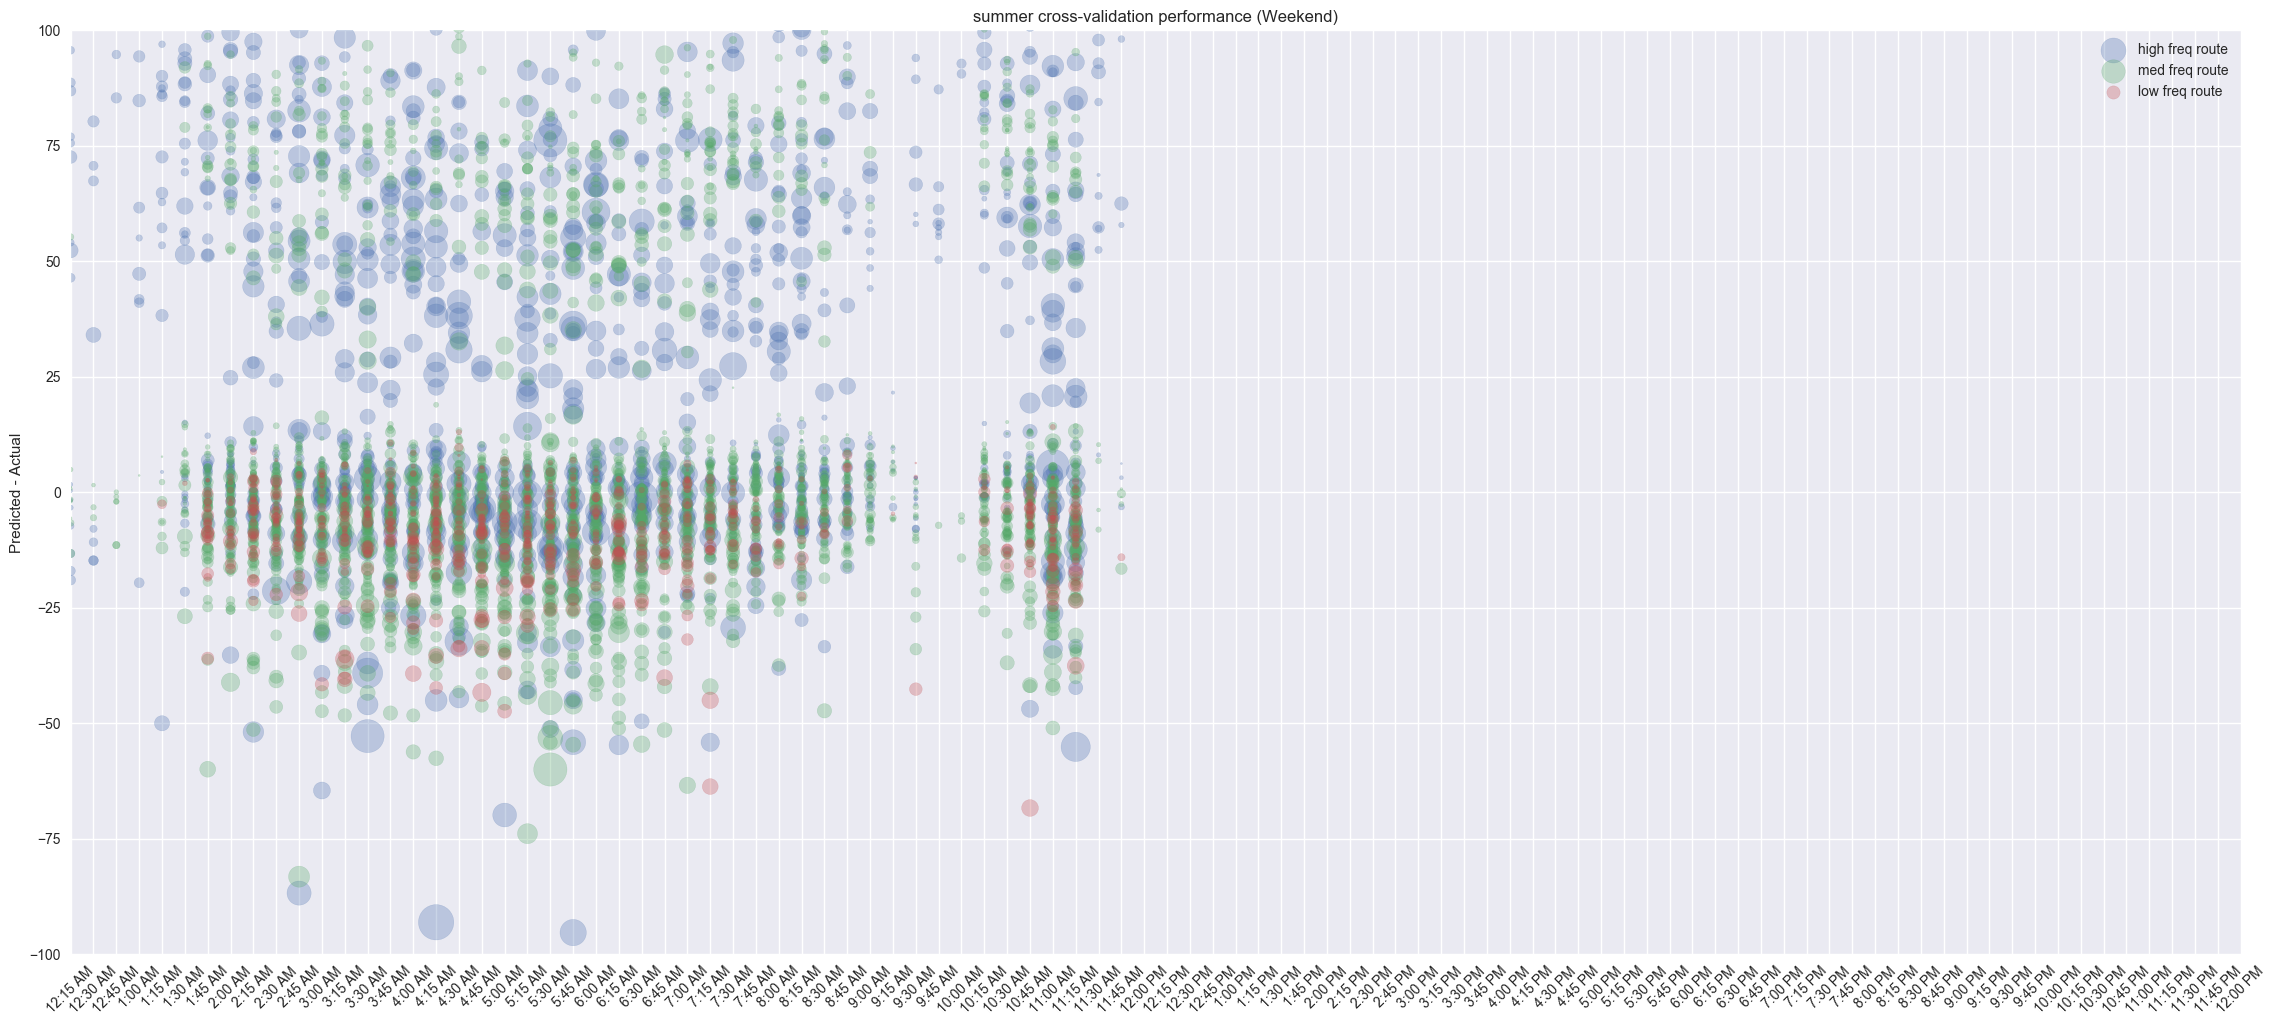 summer cross-validation performance (Weekend)
high freq route
med freq route
low freq route
Predicted - Actual
100
75
50
25
0
−25
−50
−75
−100
12:15 AM
12:30 AM
12:45 AM
1:00 AM
1:15 AM
1:30 AM
1:45 AM
2:00 AM
2:15 AM
2:30 AM
2:45 AM
3:00 AM
3:15 AM
3:30 AM
3:45 AM
4:00 AM
4:15 AM
4:30 AM
4:45 AM
5:00 AM
5:15 AM
5:30 AM
5:45 AM
6:00 AM
6:15 AM
6:30 AM
6:45 AM
7:00 AM
7:15 AM
7:30 AM
7:45 AM
8:00 AM
8:15 AM
8:30 AM
8:45 AM
9:00 AM
9:15 AM
9:30 AM
9:45 AM
10:00 AM
10:15 AM
10:30 AM
10:45 AM
11:00 AM
11:15 AM
11:30 AM
11:45 AM
12:00 PM
12:15 PM
12:30 PM
12:45 PM
1:00 PM
1:15 PM
1:30 PM
1:45 PM
2:00 PM
2:15 PM
2:30 PM
2:45 PM
3:00 PM
3:15 PM
3:30 PM
3:45 PM
4:00 PM
4:15 PM
4:30 PM
4:45 PM
5:00 PM
5:15 PM
5:30 PM
5:45 PM
6:00 PM
6:15 PM
6:30 PM
6:45 PM
7:00 PM
7:15 PM
7:30 PM
7:45 PM
8:00 PM
8:15 PM
8:30 PM
8:45 PM
9:00 PM
9:15 PM
9:30 PM
9:45 PM
10:00 PM
10:15 PM
10:30 PM
10:45 PM
11:00 PM
11:15 PM
11:30 PM
11:45 PM
12:00 PM